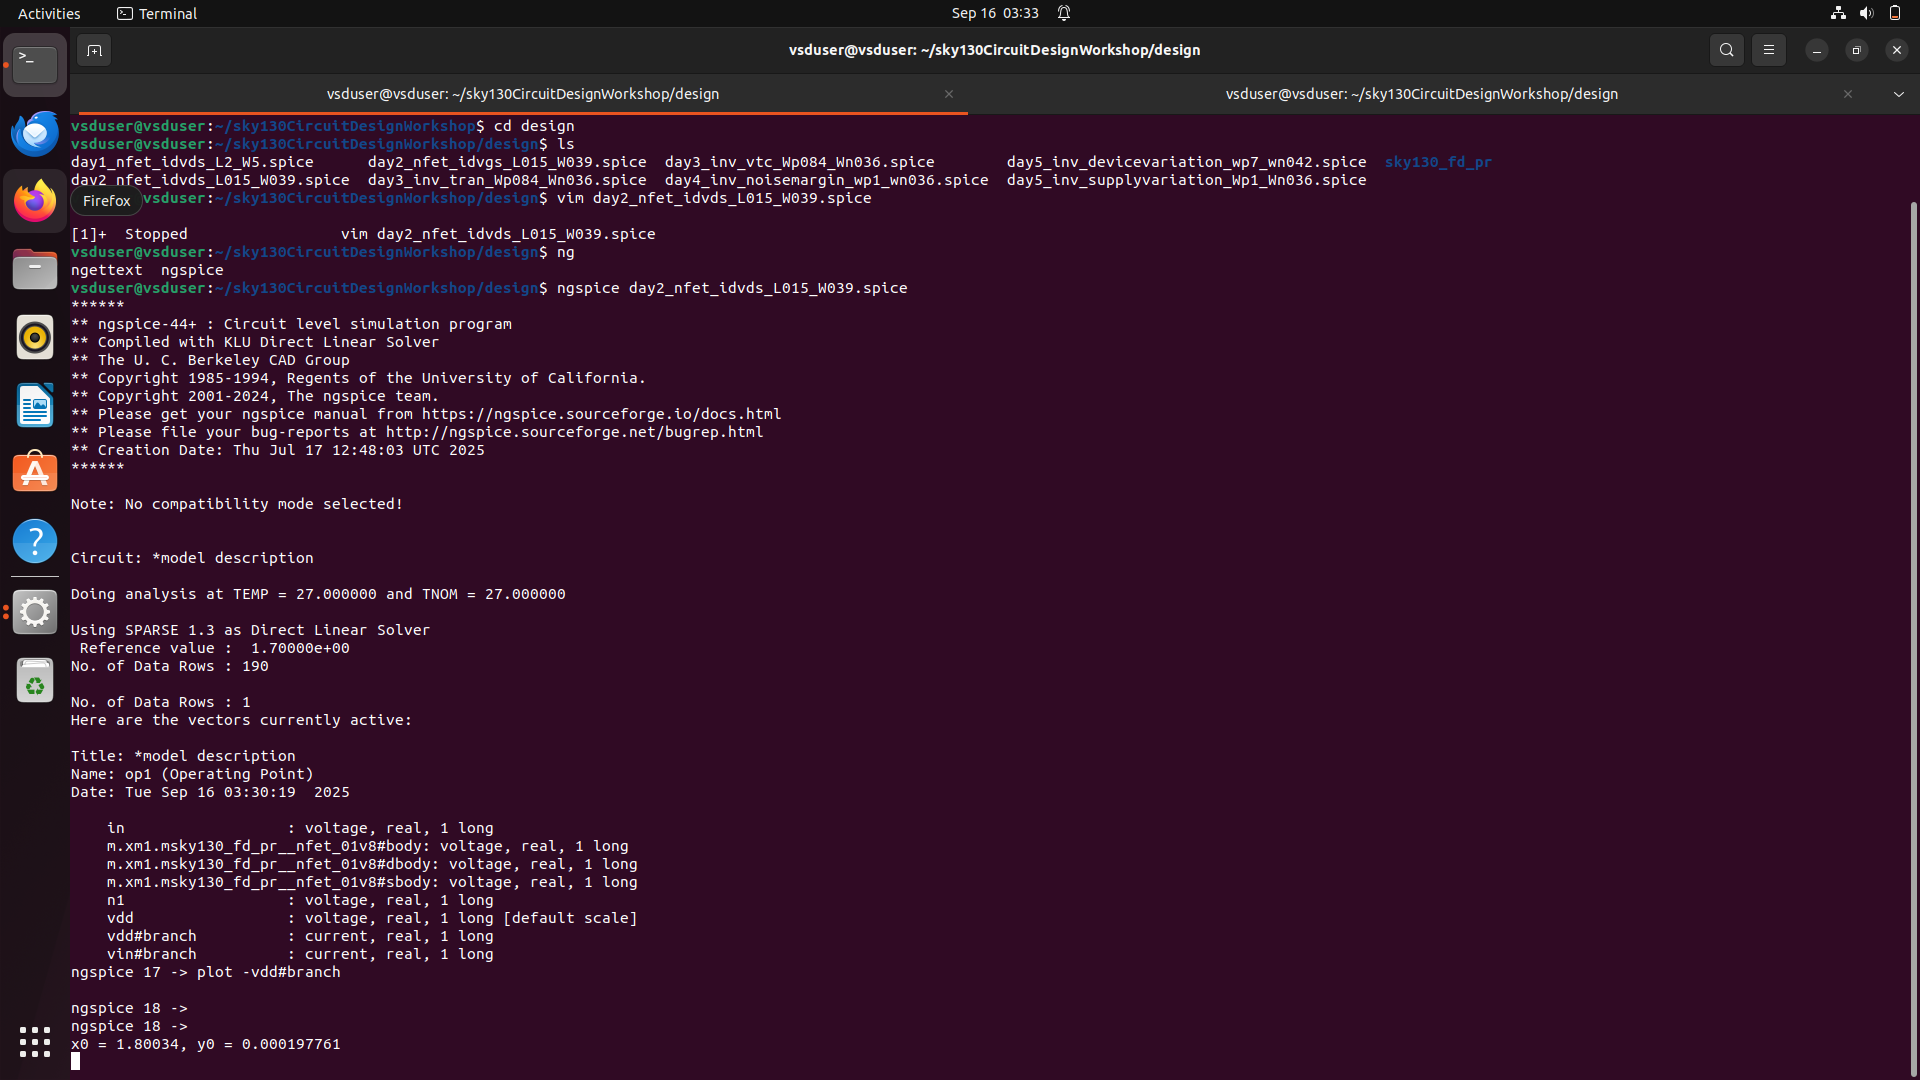 Activities Terminal Sep 16 03:33
vsduser@vsduser: ~/sky130CircuitDesignWorkshop/design
vsduser@vsduser: ~/sky130CircuitDesignWorkshop/design × vsduser@vsduser: ~/sky130CircuitDesignWorkshop/design ×
vsduser@vsduser:~/sky130CircuitDesignWorkshop$ cd design
vsduser@vsduser:~/sky130CircuitDesignWorkshop/design$ ls
day1_nfet_idvds_L2_W5.spice day2_nfet_idvgs_L015_W039.spice day3_inv_vtc_Wp084_Wn036.spice day5_inv_devicevariation_wp7_wn042.spice sky130_fd_pr
day2_nfet_idvds_L015_W039.spice day3_inv_tran_Wp084_Wn036.spice day4_inv_noisemargin_wp1_wn036.spice day5_inv_supplyvariation_Wp1_Wn036.spice
Firefox
vsduser:~/sky130CircuitDesignWorkshop/design$ vim day2_nfet_idvds_L015_W039.spice
[1]+ Stopped vim day2_nfet_idvds_L015_W039.spice
vsduser@vsduser:~/sky130CircuitDesignWorkshop/design$ ng
ngettext ngspice
vsduser@vsduser:~/sky130CircuitDesignWorkshop/design$ ngspice day2_nfet_idvds_L015_W039.spice
******
** ngspice-44+ : Circuit level simulation program
** Compiled with KLU Direct Linear Solver
** The U. C. Berkeley CAD Group
** Copyright 1985-1994, Regents of the University of California.
** Copyright 2001-2024, The ngspice team.
** Please get your ngspice manual from https://ngspice.sourceforge.io/docs.html
** Please file your bug-reports at http://ngspice.sourceforge.net/bugrep.html
** Creation Date: Thu Jul 17 12:48:03 UTC 2025
******
Note: No compatibility mode selected!
Circuit: *model description
Doing analysis at TEMP = 27.000000 and TNOM = 27.000000
Using SPARSE 1.3 as Direct Linear Solver
Reference value : 1.70000e+00
No. of Data Rows : 190
No. of Data Rows : 1
Here are the vectors currently active:
Title: *model description
Name: op1 (Operating Point)
Date: Tue Sep 16 03:30:19 2025
in : voltage, real, 1 long
m.xm1.msky130_fd_pr__nfet_01v8#body: voltage, real, 1 long
m.xm1.msky130_fd_pr__nfet_01v8#dbody: voltage, real, 1 long
m.xm1.msky130_fd_pr__nfet_01v8#sbody: voltage, real, 1 long
n1 : voltage, real, 1 long
vdd : voltage, real, 1 long [default scale]
vdd#branch : current, real, 1 long
vin#branch : current, real, 1 long
ngspice 17 -> plot -vdd#branch
ngspice 18 ->
ngspice 18 ->
x0 = 1.80034, y0 = 0.000197761